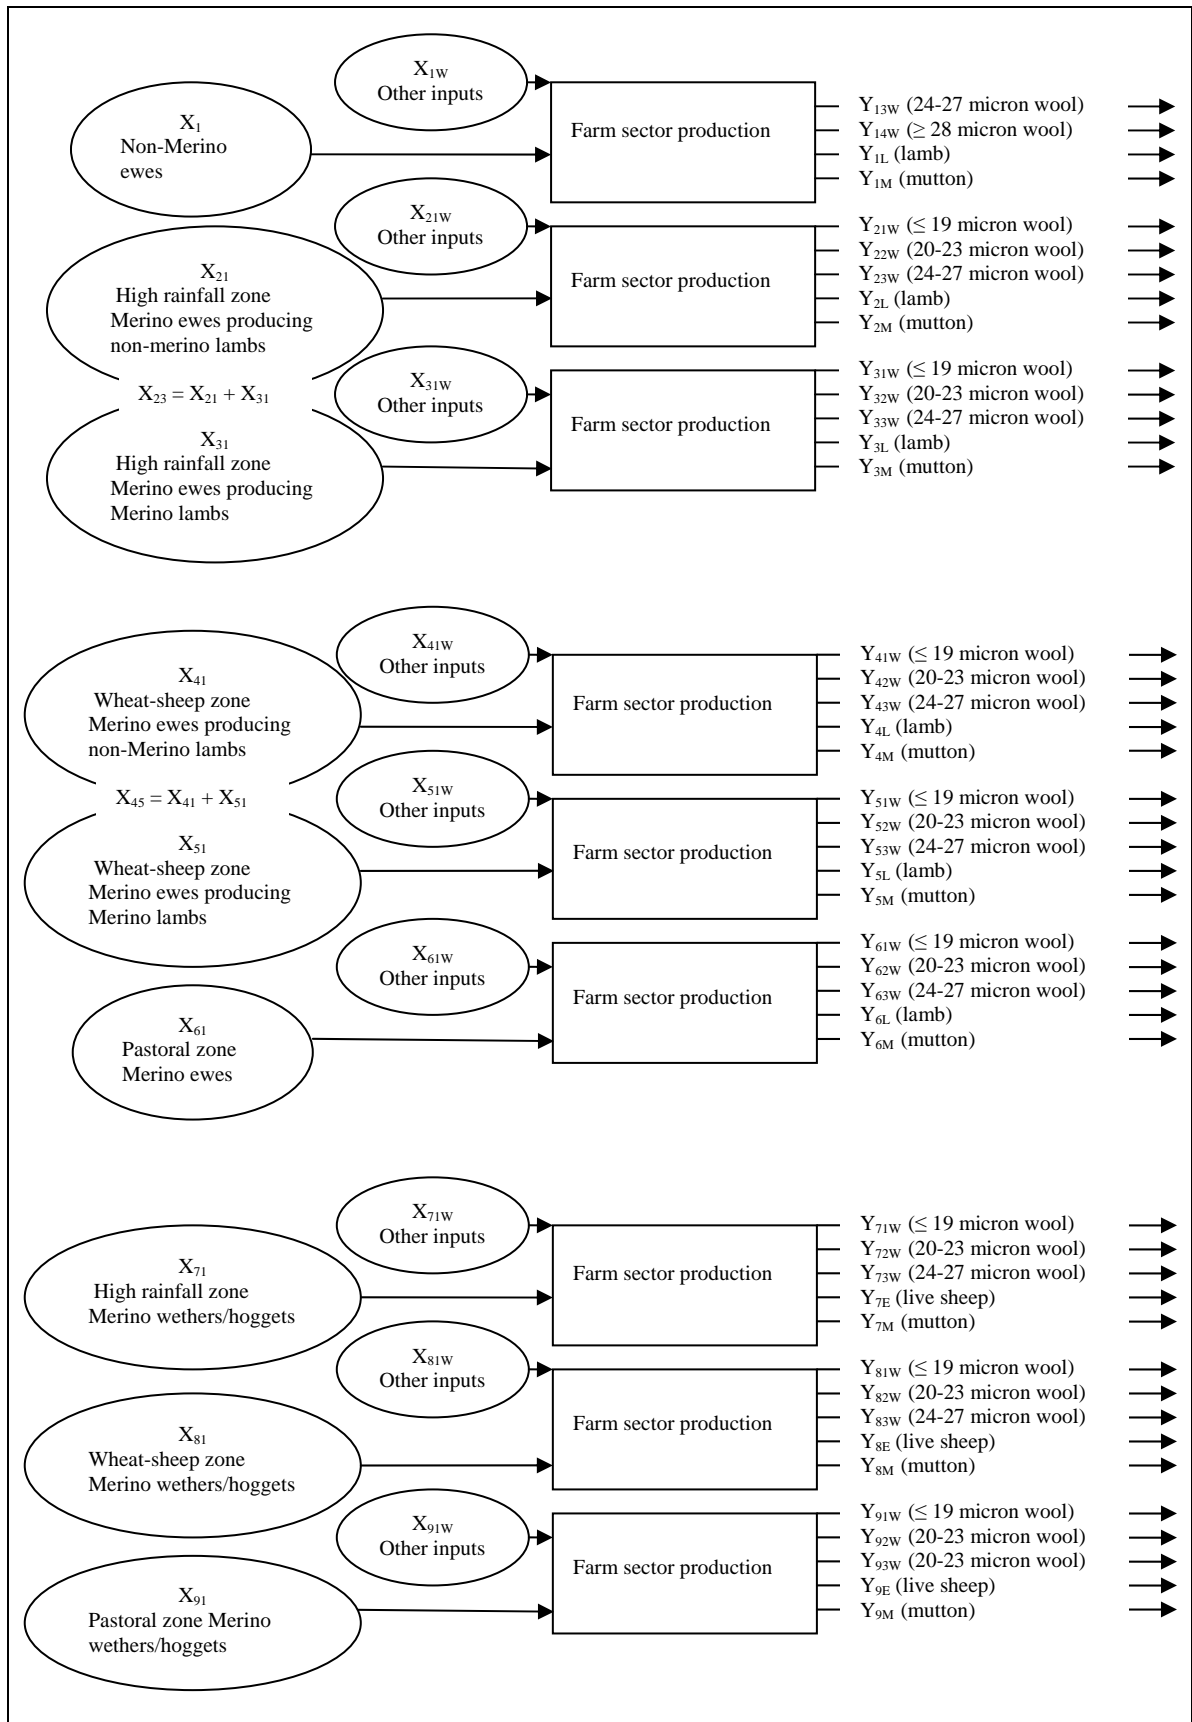 X1W
Other inputs
X1
Non-Merino
ewes
Farm sector production
Y13W (24-27 micron wool)
Y14W (≥ 28 micron wool)
Y1L (lamb)
Y1M (mutton)
X21W
Other inputs
X21
High rainfall zone
Merino ewes producing
non-merino lambs
Farm sector production
Y21W (≤ 19 micron wool)
Y22W (20-23 micron wool)
Y23W (24-27 micron wool)
Y2L (lamb)
Y2M (mutton)
X23 = X21 + X31
X31W
Other inputs
X31
High rainfall zone
Merino ewes producing
Merino lambs
Farm sector production
Y31W (≤ 19 micron wool)
Y32W (20-23 micron wool)
Y33W (24-27 micron wool)
Y3L (lamb)
Y3M (mutton)
X41W
Other inputs
X41
Wheat-sheep zone
Merino ewes producing
non-Merino lambs
Farm sector production
Y41W (≤ 19 micron wool)
Y42W (20-23 micron wool)
Y43W (24-27 micron wool)
Y4L (lamb)
Y4M (mutton)
X45 = X41 + X51
X51W
Other inputs
X51
Wheat-sheep zone
Merino ewes producing
Merino lambs
Farm sector production
Y51W (≤ 19 micron wool)
Y52W (20-23 micron wool)
Y53W (24-27 micron wool)
Y5L (lamb)
Y5M (mutton)
X61W
Other inputs
X61
Pastoral zone
Merino ewes
Farm sector production
Y61W (≤ 19 micron wool)
Y62W (20-23 micron wool)
Y63W (24-27 micron wool)
Y6L (lamb)
Y6M (mutton)
X71W
Other inputs
X71
High rainfall zone
Merino wethers/hoggets
Farm sector production
Y71W (≤ 19 micron wool)
Y72W (20-23 micron wool)
Y73W (24-27 micron wool)
Y7E (live sheep)
Y7M (mutton)
X81W
Other inputs
X81
Wheat-sheep zone
Merino wethers/hoggets
Farm sector production
Y81W (≤ 19 micron wool)
Y82W (20-23 micron wool)
Y83W (24-27 micron wool)
Y8E (live sheep)
Y8M (mutton)
X91W
Other inputs
X91
Pastoral zone Merino
wethers/hoggets
Farm sector production
Y91W (≤ 19 micron wool)
Y92W (20-23 micron wool)
Y93W (20-23 micron wool)
Y9E (live sheep)
Y9M (mutton)